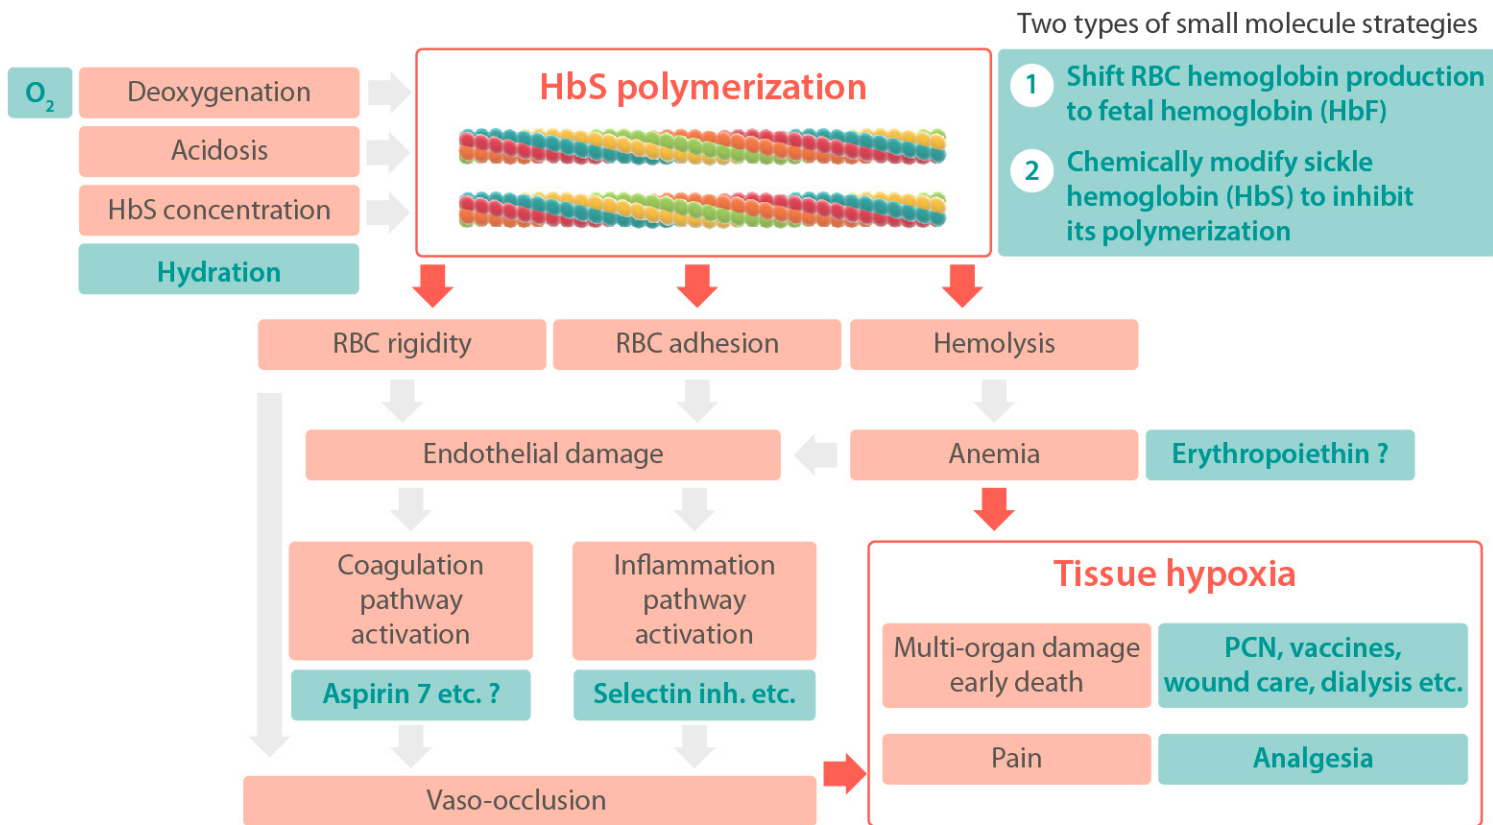 Two types of small molecule strategies
O2
Deoxygenation
Acidosis
HbS concentration
Hydration
HbS polymerization
1
Shift RBC hemoglobin production
to fetal hemoglobin (HbF)
2
Chemically modify sickle
hemoglobin (HbS) to inhibit
its polymerization
RBC rigidity
RBC adhesion
Hemolysis
Endothelial damage
Anemia
Erythropoiethin ?
Coagulation
pathway
activation
Inflammation
pathway
activation
Aspirin 7 etc. ?
Selectin inh. etc.
Vaso-occlusion
Tissue hypoxia
Multi-organ damage
early death
PCN, vaccines,
wound care, dialysis etc.
Pain
Analgesia